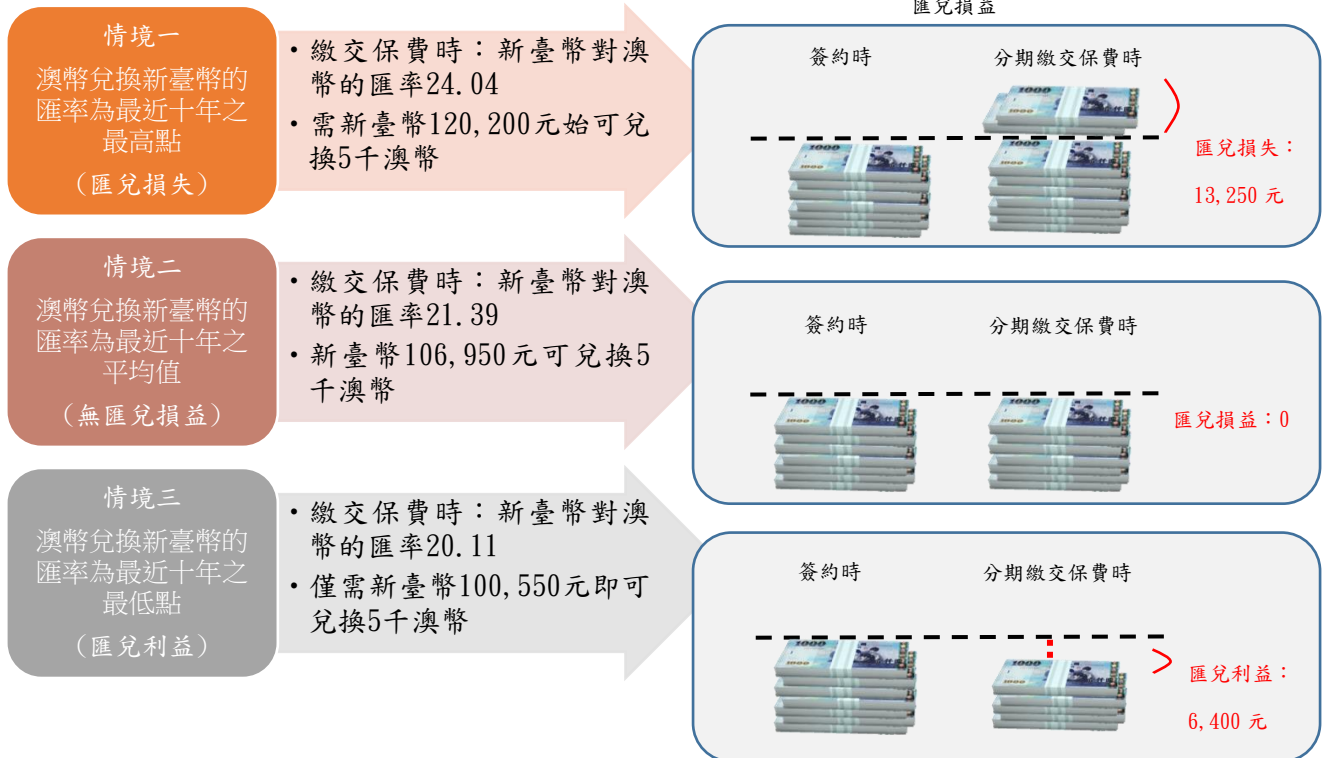 匯兌損益
情境一
澳幣兌換新臺幣的
匯率為最近十年之
最高點
（匯兌損失）
•繳交保費時：新臺幣對澳
幣的匯率24.04
•需新臺幣120,200元始可兌
換5千澳幣
簽約時
分期繳交保費時
匯兌損失：
13,250 元
情境二
澳幣兌換新臺幣的
匯率為最近十年之
平均值
（無匯兌損益）
•繳交保費時：新臺幣對澳
幣的匯率21.39
•新臺幣106,950元可兌換5
千澳幣
簽約時
分期繳交保費時
匯兌損益：0
情境三
澳幣兌換新臺幣的
匯率為最近十年之
最低點
（匯兌利益）
•繳交保費時：新臺幣對澳
幣的匯率20.11
•僅需新臺幣100,550元即可
兌換5千澳幣
簽約時
分期繳交保費時
匯兌利益：
6,400 元